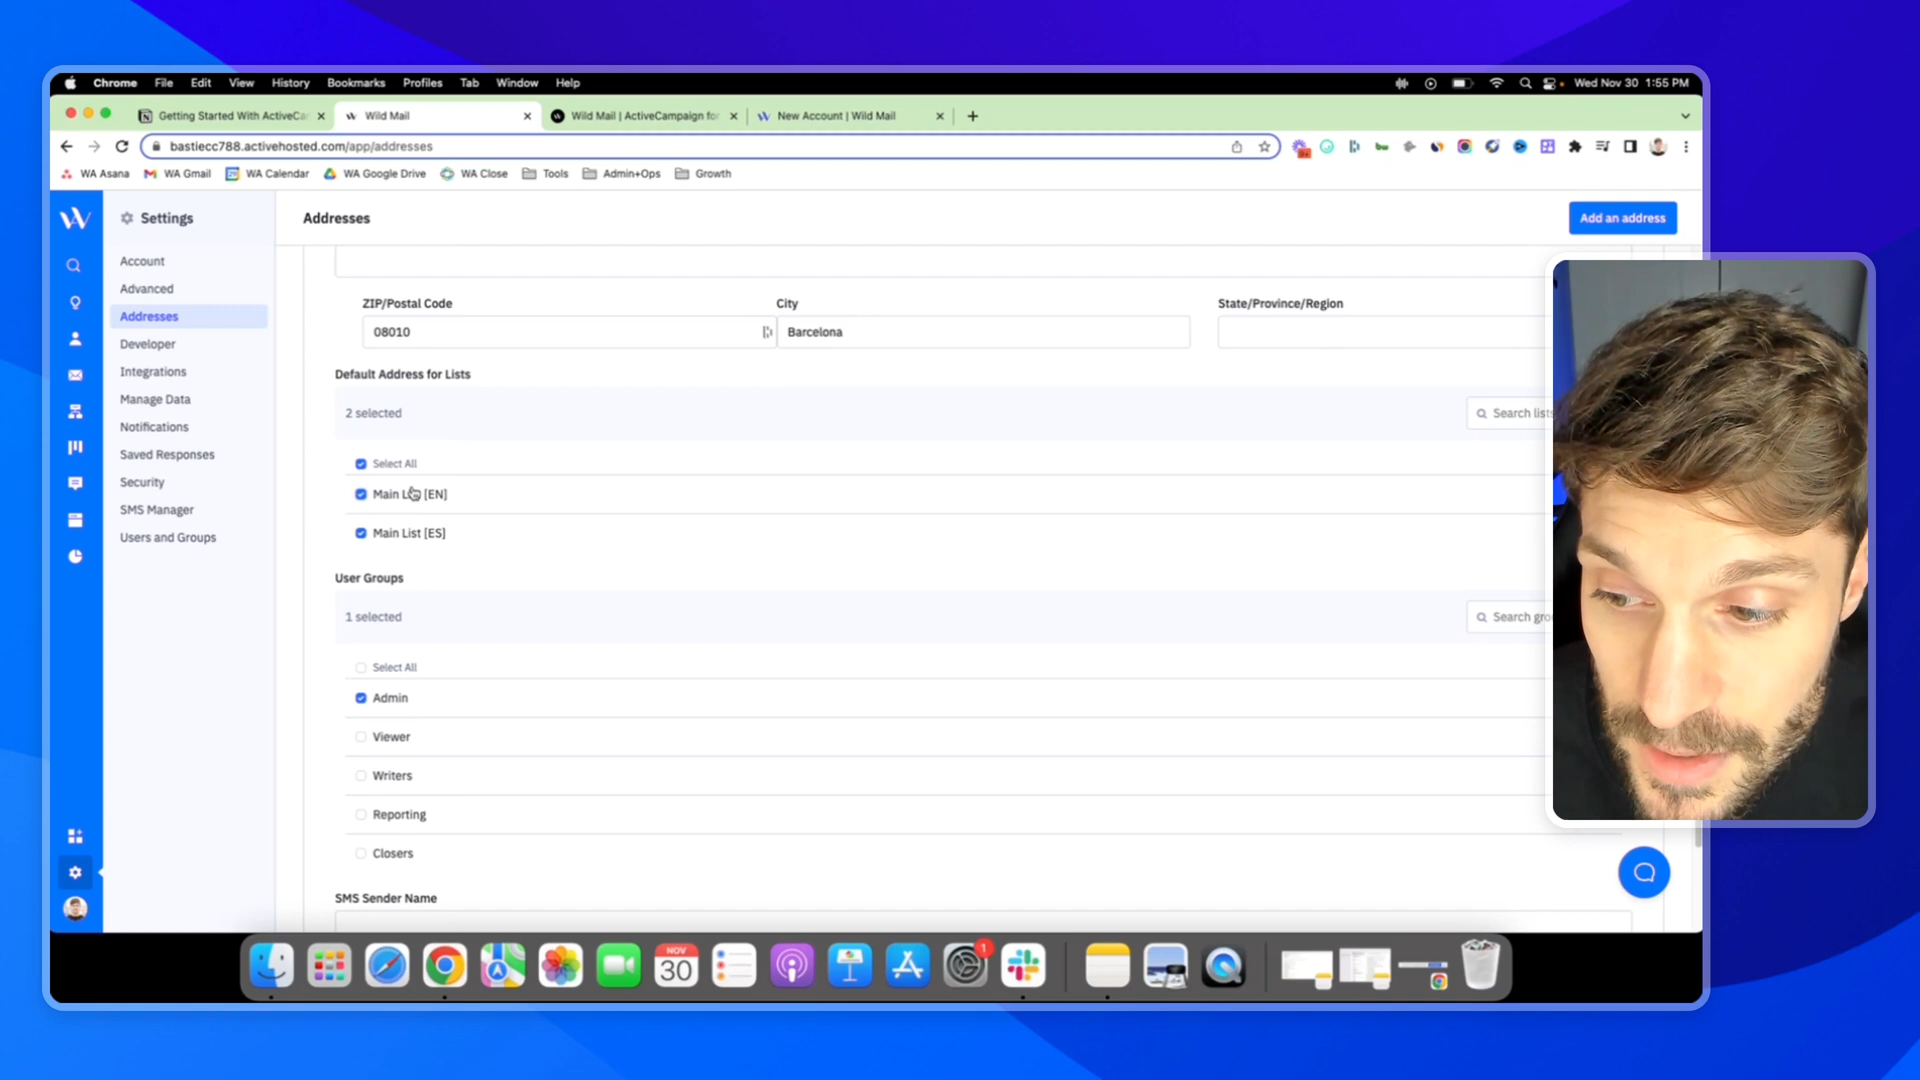 Chrome File Edit View History Bookmarks Profiles Tab Window Help Wed Nov 30 1:55 PM
Getting Started With ActiveCa Wild Mail Wild Mail | ActiveCampaign for New Account | Wild Mail
bastiecc788.activehosted.com/app/addresses
WA Asana WA Gmail WA Calendar WA Google Drive WA Close Tools Admin+Ops Growth
Settings
Account
Advanced
Addresses
Developer
Integrations
Manage Data
Notifications
Saved Responses
Security
SMS Manager
Users and Groups
Addresses Add an address
ZIP/Postal Code City State/Province/Region
08010 Barcelona
Default Address for Lists
2 selected Search lists
Select All
Main [EN]
Main List [ES]
User Groups
1 selected Search gro
Select All
Admin
Viewer
Writers
Reporting
Closers
SMS Sender Name
NOV
30
1